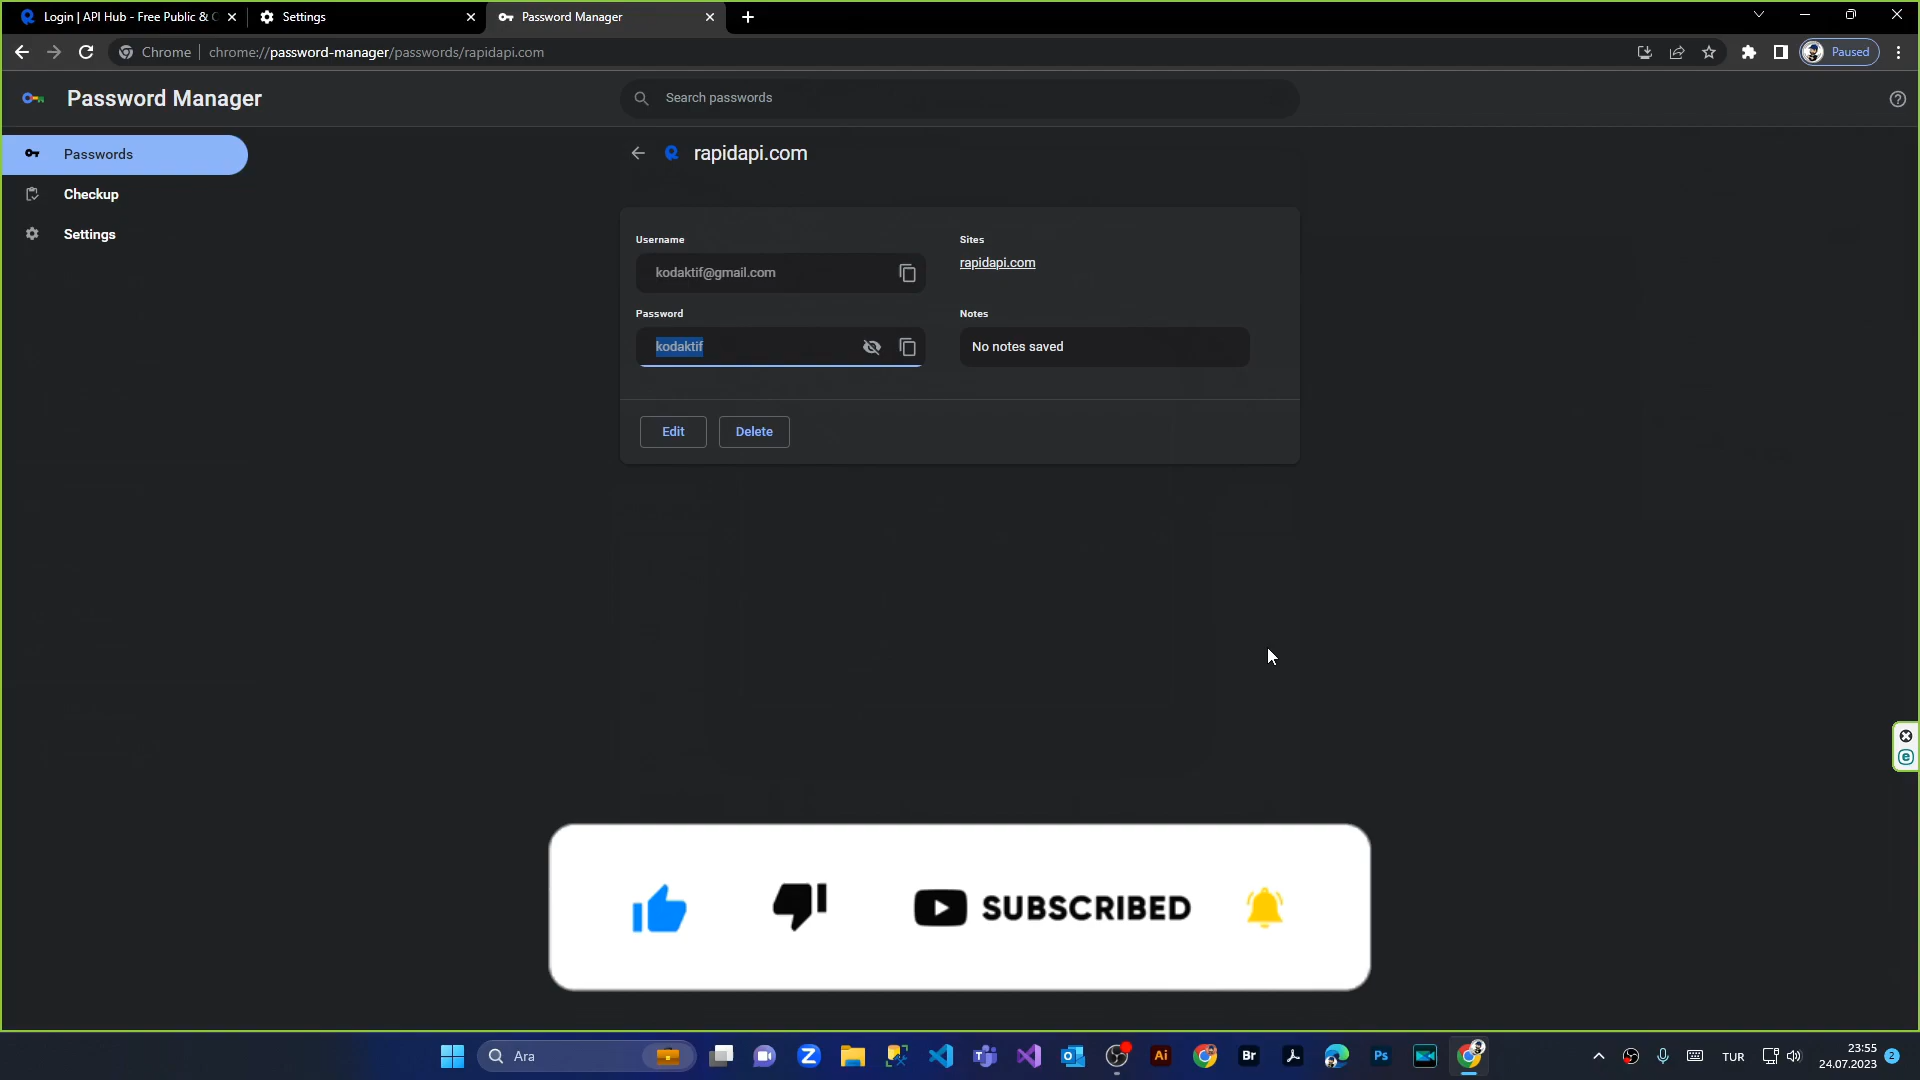 Login | API Hub - Free Public &
Settings
Password Manager
Chrome
chrome://password-manager/passwords/rapidapi.com
Paused
Password Manager
Search passwords
Passwords
Checkup
Settings
rapidapi.com
Username
kodaktif@gmail.com
Sites
rapidapi.com
Password
kodaktif
Notes
No notes saved
Edit
Delete
SUBSCRIBED
Ara
Ai
Br
Ps
TUR
23:55
24.07.2023
2